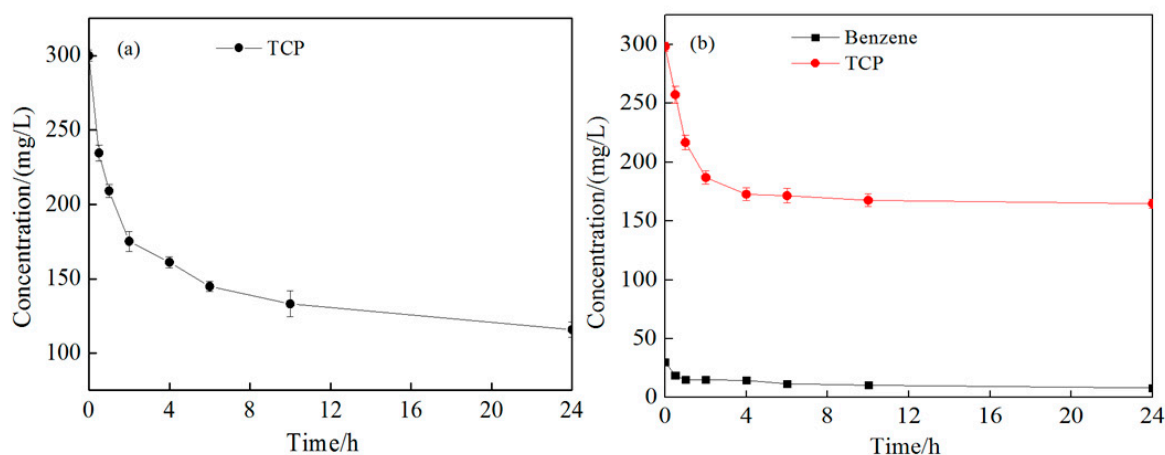 (a)
TCP
300
250
200
150
100
0 4 8 12 16 20 24
Time/h
Concentration/(mg/L)
(b)
Benzene
TCP
300
250
200
150
100
50
0
0 4 8 12 16 20 24
Time/h
Concentration/(mg/L)